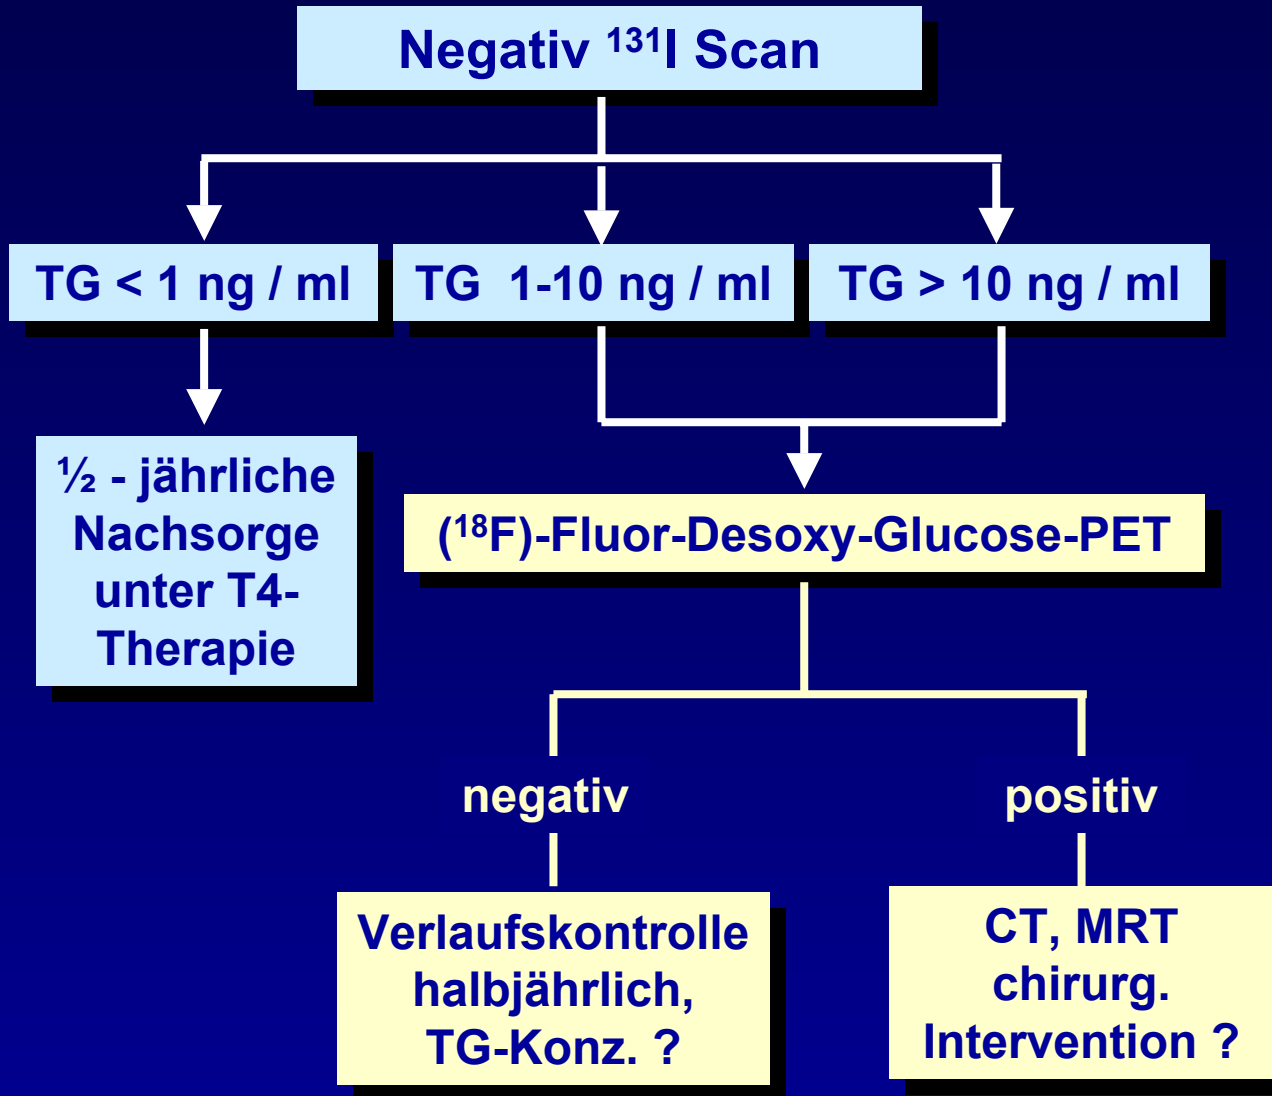 Negativ ¹³¹I Scan
TG < 1 ng / ml
TG 1-10 ng / ml
TG > 10 ng / ml
½ - jährliche
Nachsorge
unter T4-
Therapie
(¹⁸F)-Fluor-Desoxy-Glucose-PET
negativ
positiv
Verlaufskontrolle
halbjährlich,
TG-Konz. ?
CT, MRT
chirurg.
Intervention ?